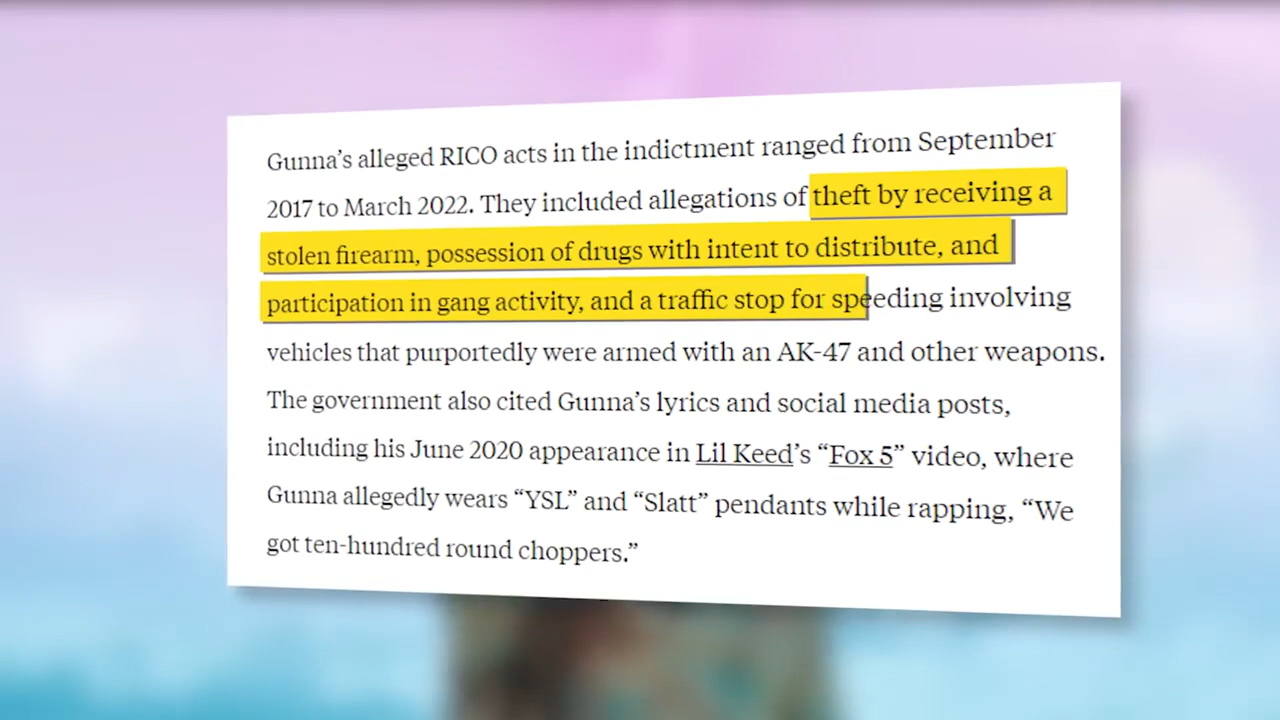 Gunna’s alleged RICO acts in the indictment ranged from September
2017 to March 2022. They included allegations of theft by receiving a
stolen firearm, possession of drugs with intent to distribute, and
participation in gang activity, and a traffic stop for speeding involving
vehicles that purportedly were armed with an AK-47 and other weapons.
The government also cited Gunna’s lyrics and social media posts,
including his June 2020 appearance in Lil Keed’s “Fox 5” video, where
Gunna allegedly wears “YSL” and “Slatt” pendants while rapping, “We
got ten-hundred round choppers.”